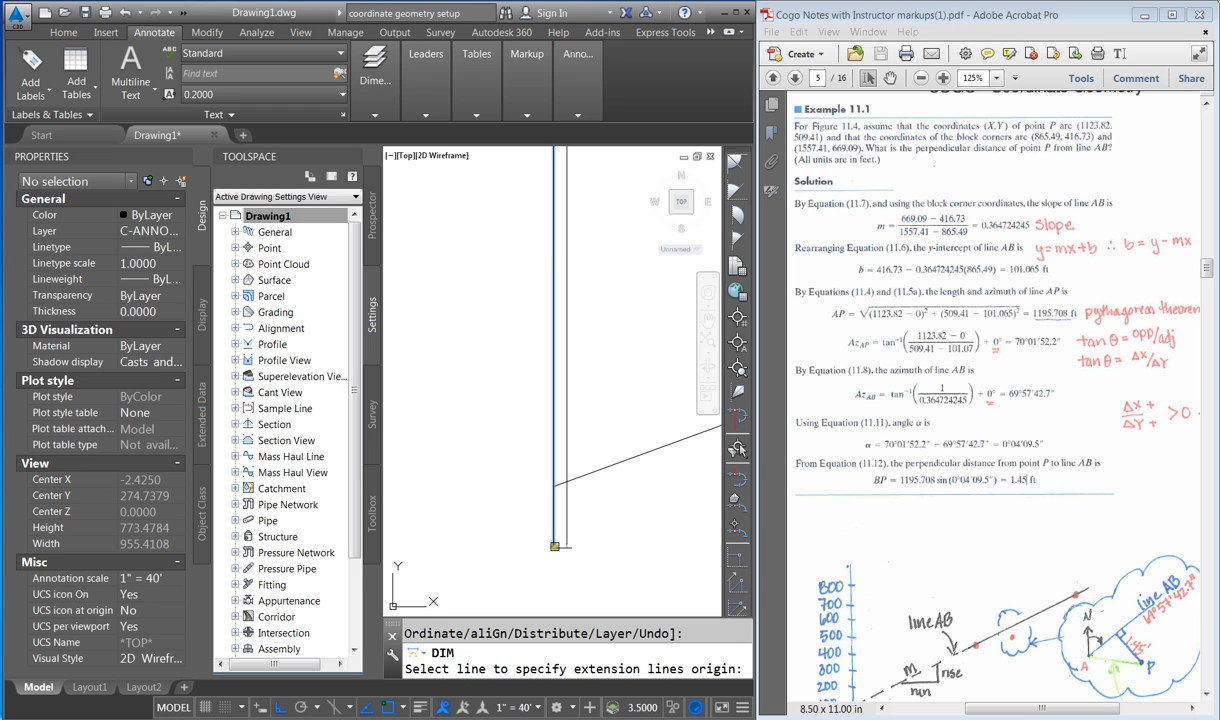 Drawing1.dwg
coordinate geometry setup
Sign In
Home Insert Annotate Modify Analyze View Manage Output Survey Autodesk 360 Help Add-ins Express Tools
Add Labels
Add Tables
Multiline Text
Standard
Find text
0.2000
Dime...
Leaders
Tables
Markup
Anno...
Labels & Tables
Text
Start
Drawing1*
PROPERTIES
No selection
General
Color ByLayer
Layer C-ANNO...
Linetype ByL
Linetype scale 1.0000
Lineweight ByL
Transparency ByLayer
Thickness 0.0000
3D Visualization
Material ByLayer
Shadow display Casts and...
Plot style
Plot style ByColor
Plot style table None
Plot table attach... Model
Plot table type Not avail...
View
Center X -2.4250
Center Y 274.7379
Center Z 0.0000
Height 773.4784
Width 955.4108
Misc
Annotation scale 1" = 40'
UCS icon On Yes
UCS icon at origin No
UCS per viewport Yes
UCS Name *TOP*
Visual Style 2D Wirefr...
Design
Display
Extended Data
Object Class
TOOLSPACE
Active Drawing Settings View
Drawing1
General
Point
Point Cloud
Surface
Parcel
Grading
Alignment
Profile
Profile View
Superelevation Vie...
Cant View
Sample Line
Section
Section View
Mass Haul Line
Mass Haul View
Catchment
Pipe Network
Pipe
Structure
Pressure Network
Pressure Pipe
Fitting
Appurtenance
Corridor
Intersection
Assembly
Prospector
Settings
Survey
Toolbox
[−][Top][2D Wireframe]
N
W TOP E
S
Unnamed
Y
X
Ordinate/aliGn/Distribute/Layer/Undo]:
DIM
Select line to specify extension lines origin:
Model Layout1 Layout2
MODEL
1" = 40'
3.5000
Cogo Notes with Instructor markups(1).pdf - Adobe Acrobat Pro
File Edit View Window Help
Create
5 / 16
125%
Tools Comment Share
Example 11.1
For Figure 11.4, assume that the coordinates (X,Y) of point P are (1123.82,
509.41) and that the coordinates of the block corners are (865.49, 416.73) and
(1557.41, 669.09). What is the perpendicular distance of point P from line AB?
(All units are in feet.)
Solution
By Equation (11.7), and using the block corner coordinates, the slope of line AB is
m = 669.09 − 416.73 / 1557.41 − 865.49 = 0.364724245 Slope
Rearranging Equation (11.6), the y-intercept of line AB is y=mx+b ∴ b = y − mx
b = 416.73 − 0.364724245(865.49) = 101.065 ft
By Equations (11.4) and (11.5a), the length and azimuth of line AP is
AP = √(1123.82 − 0)² + (509.41 − 101.065)² = 1195.708 ft pythagorean theorem
Az AP = tan⁻¹(1123.82 − 0 / 509.41 − 101.07) + 0° = 70°01′52.2″ tan θ = opp/adj
tan θ = ΔX/ΔY
By Equation (11.8), the azimuth of line AB is
Az AB = tan⁻¹(1 / 0.364724245) + 0° = 69°57′42.7″
ΔX + / ΔY + > 0
Using Equation (11.11), angle α is
α = 70°01′52.2″ − 69°57′42.7″ = 0°04′09.5″
From Equation (11.12), the perpendicular distance from point P to line AB is
BP = 1195.708 sin (0°04′09.5″) = 1.45 ft
800
700
600
500
400
300
200
line AB
m
rise
run
line AB
69°57'42.7"
N
1.45'
A
P
8.50 x 11.00 in